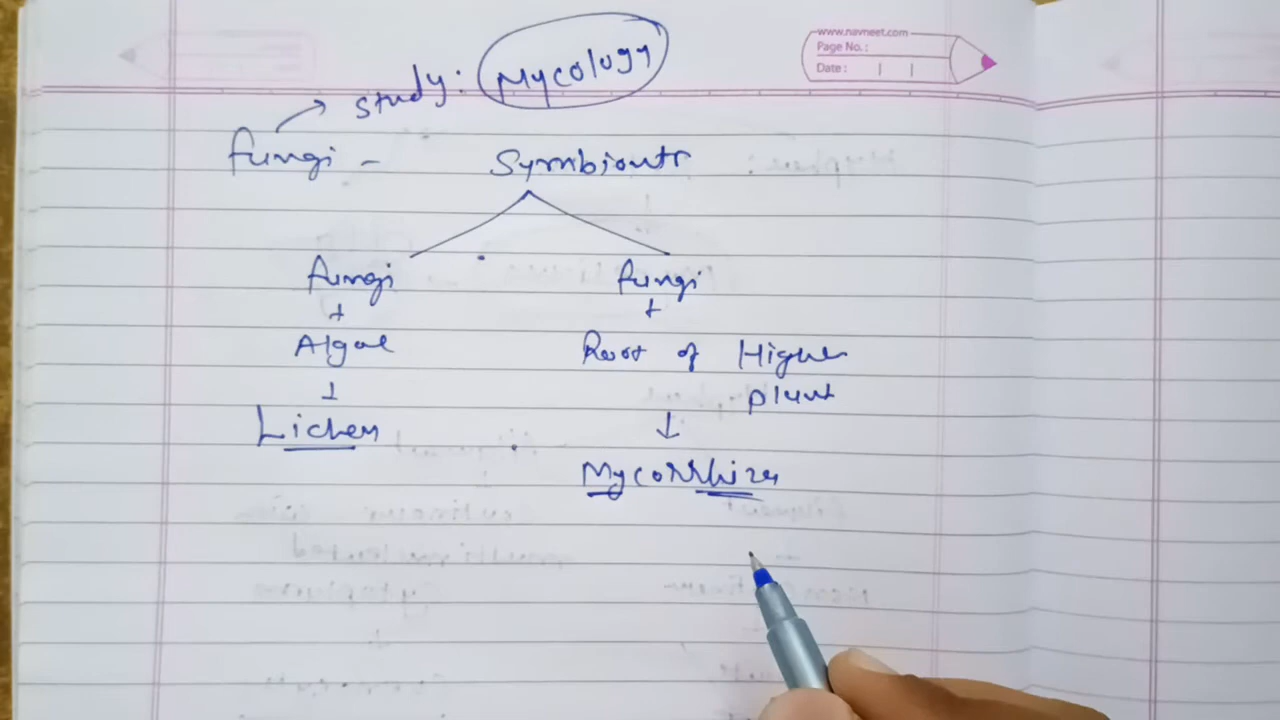 www.navneet.com
Page No.:
Date:
study: Mycology
fungi - Symbionts
fungi fungi
+ +
Algae Root of Higher
plant
Lichen
Mycorrhiza